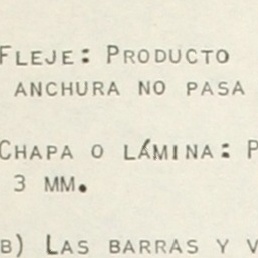 Fleje: Producto
anchura no pasa
Chapa o lámina: P
3 mm.
b) Las barras y v